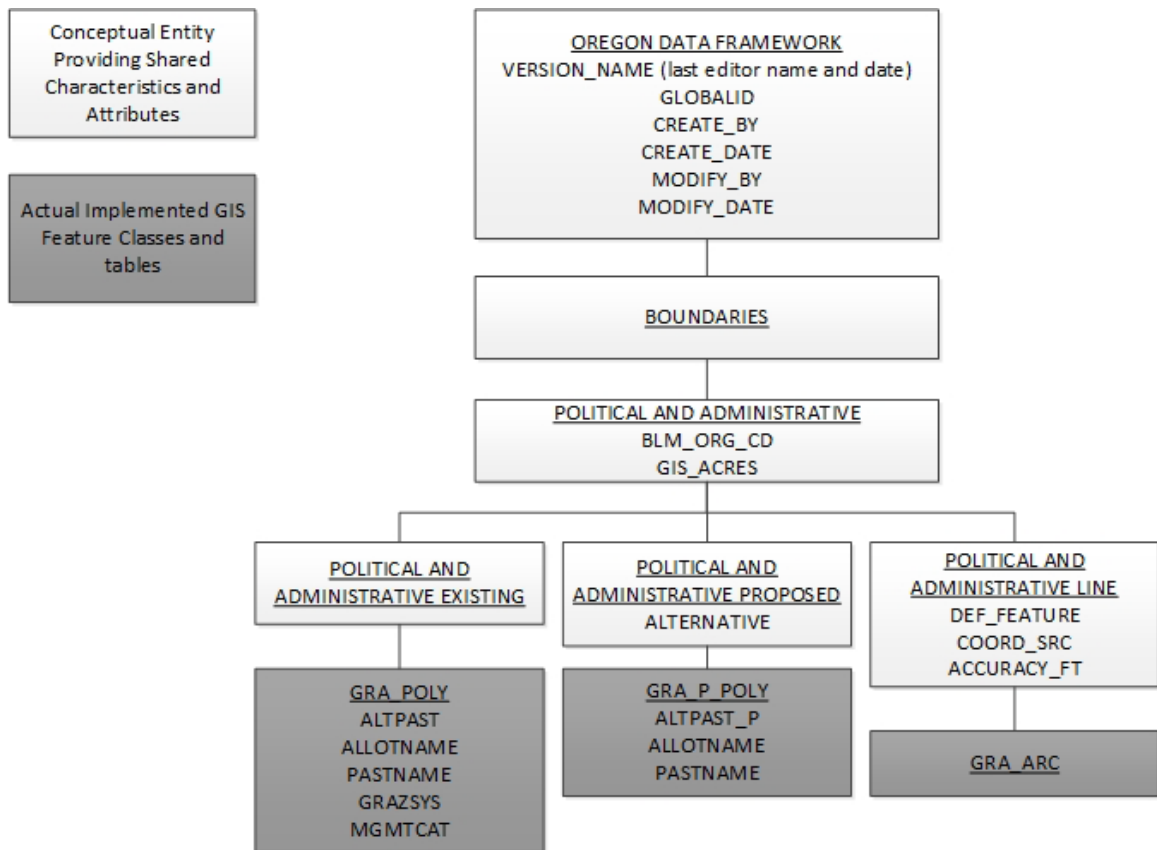 Conceptual Entity
Providing Shared
Characteristics and
Attributes
Actual Implemented GIS
Feature Classes and
tables
OREGON DATA FRAMEWORK
VERSION_NAME (last editor name and date)
GLOBALID
CREATE_BY
CREATE_DATE
MODIFY_BY
MODIFY_DATE
BOUNDARIES
POLITICAL AND ADMINISTRATIVE
BLM_ORG_CD
GIS_ACRES
POLITICAL AND
ADMINISTRATIVE EXISTING
POLITICAL AND
ADMINISTRATIVE PROPOSED
ALTERNATIVE
POLITICAL AND
ADMINISTRATIVE LINE
DEF_FEATURE
COORD_SRC
ACCURACY_FT
GRA_POLY
ALTPAST
ALLOTNAME
PASTNAME
GRAZSYS
MGMTCAT
GRA_P_POLY
ALTPAST_P
ALLOTNAME
PASTNAME
GRA_ARC